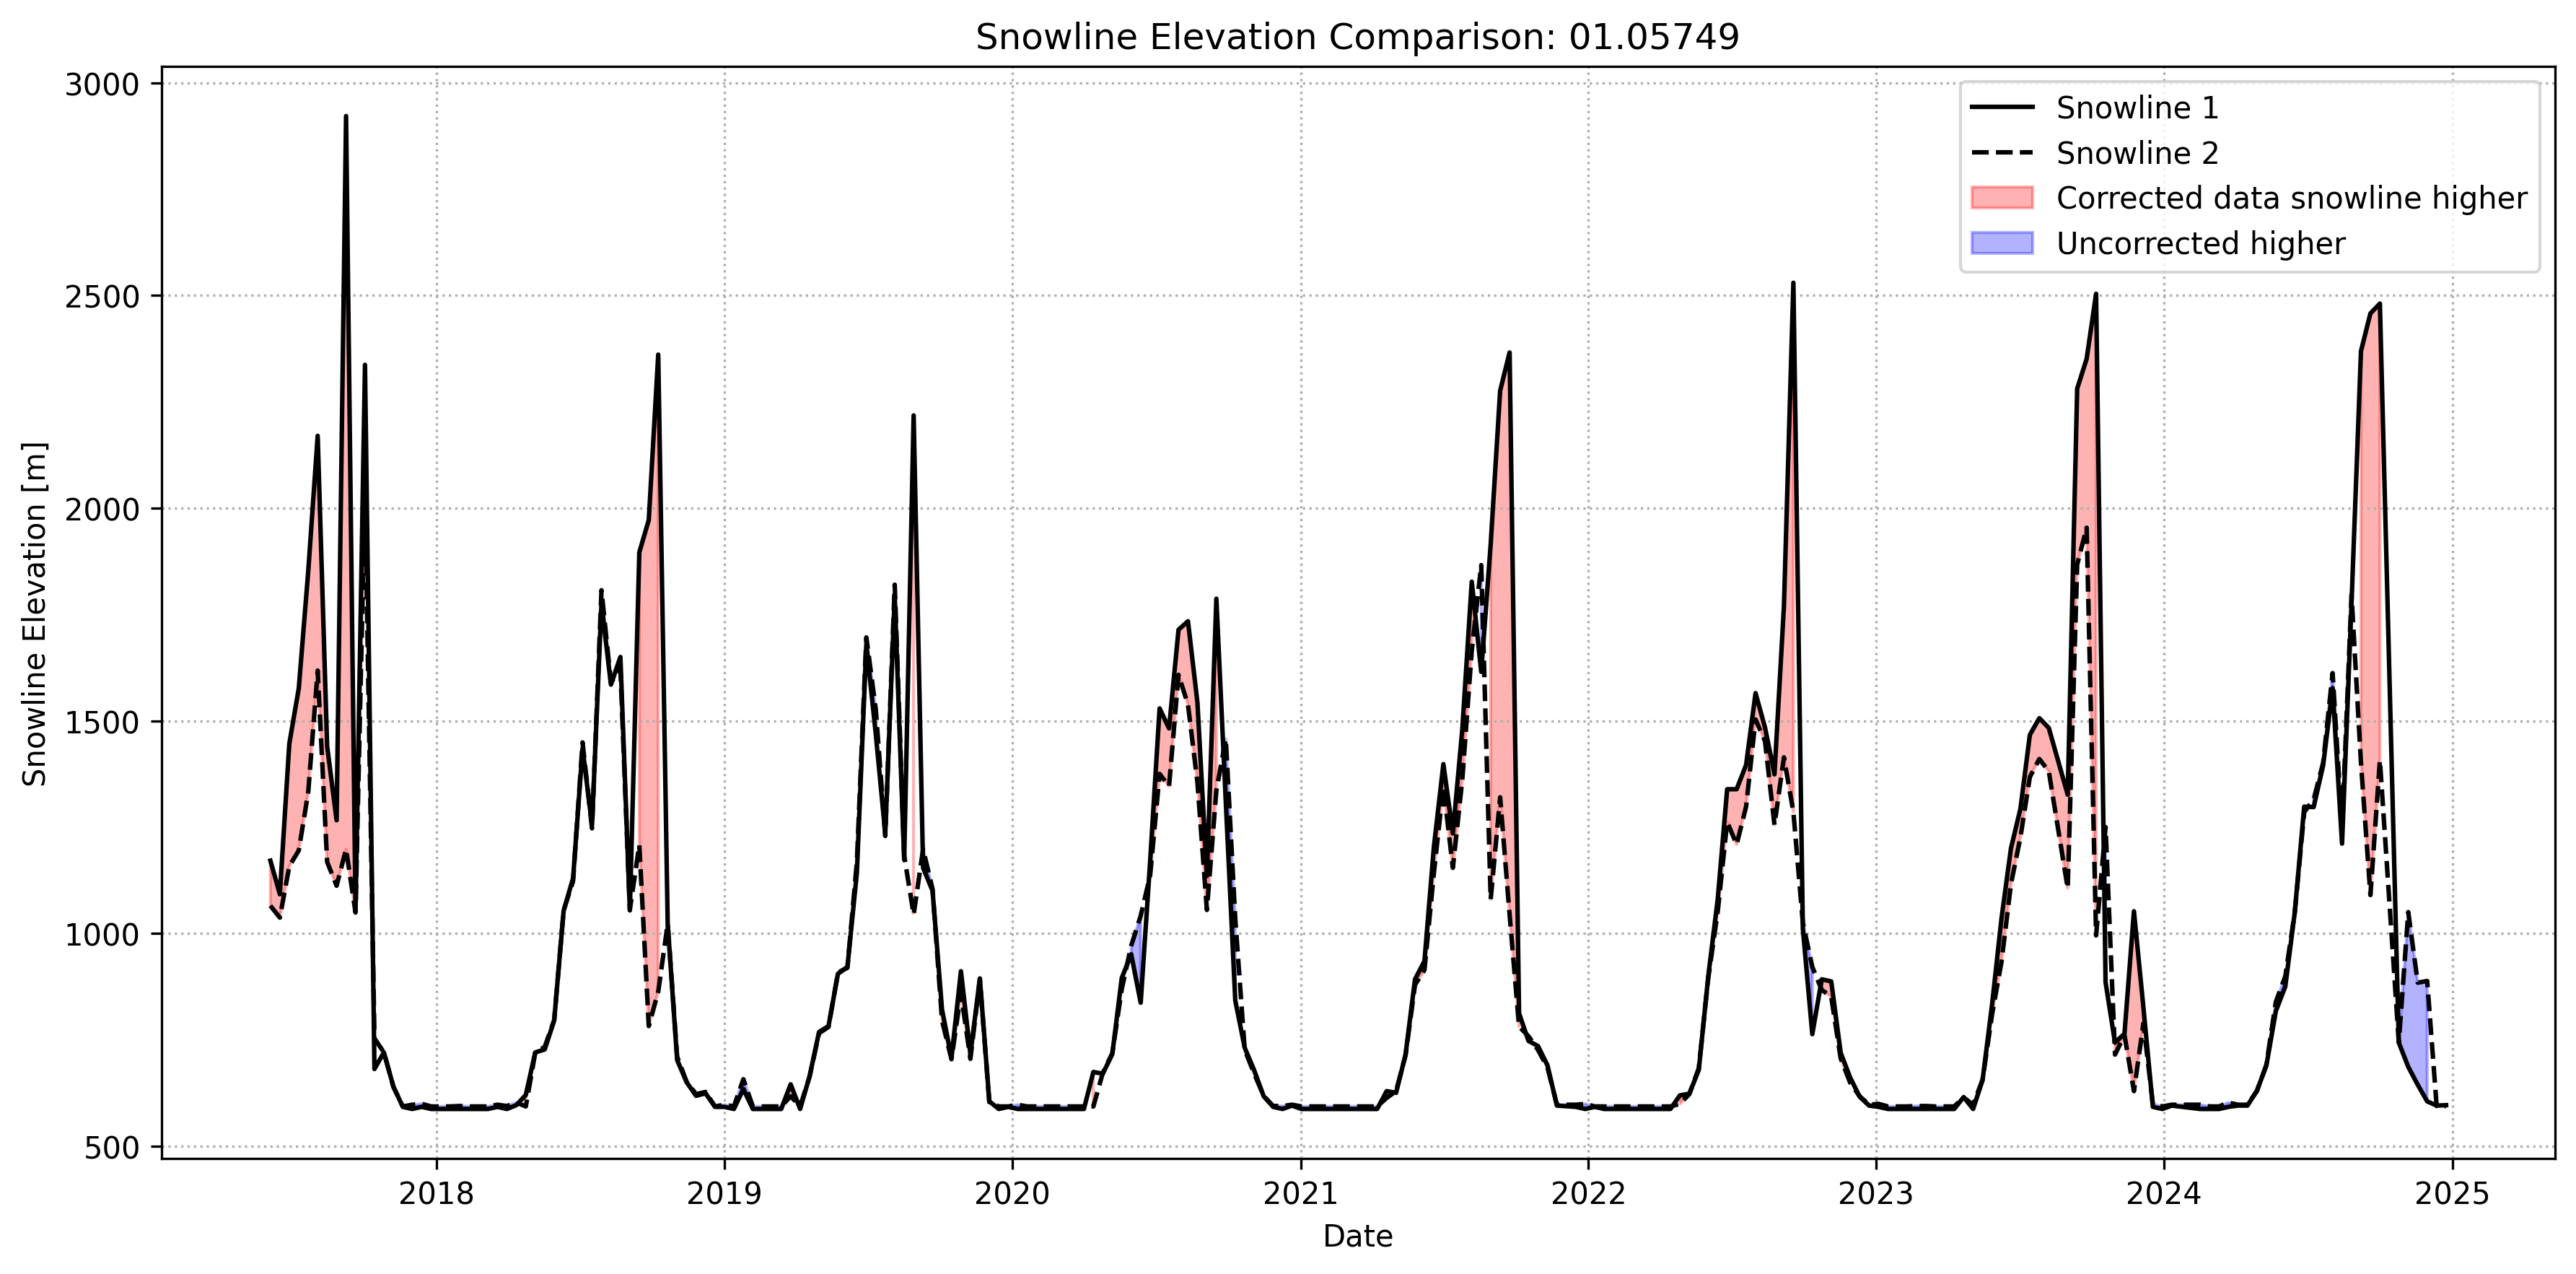 Snowline Elevation Comparison: 01.05749
Snowline 1
Snowline 2
Corrected data snowline higher
Uncorrected higher
Snowline Elevation [m]
3000
2500
2000
1500
1000
500
2018 2019 2020 2021 2022 2023 2024 2025
Date